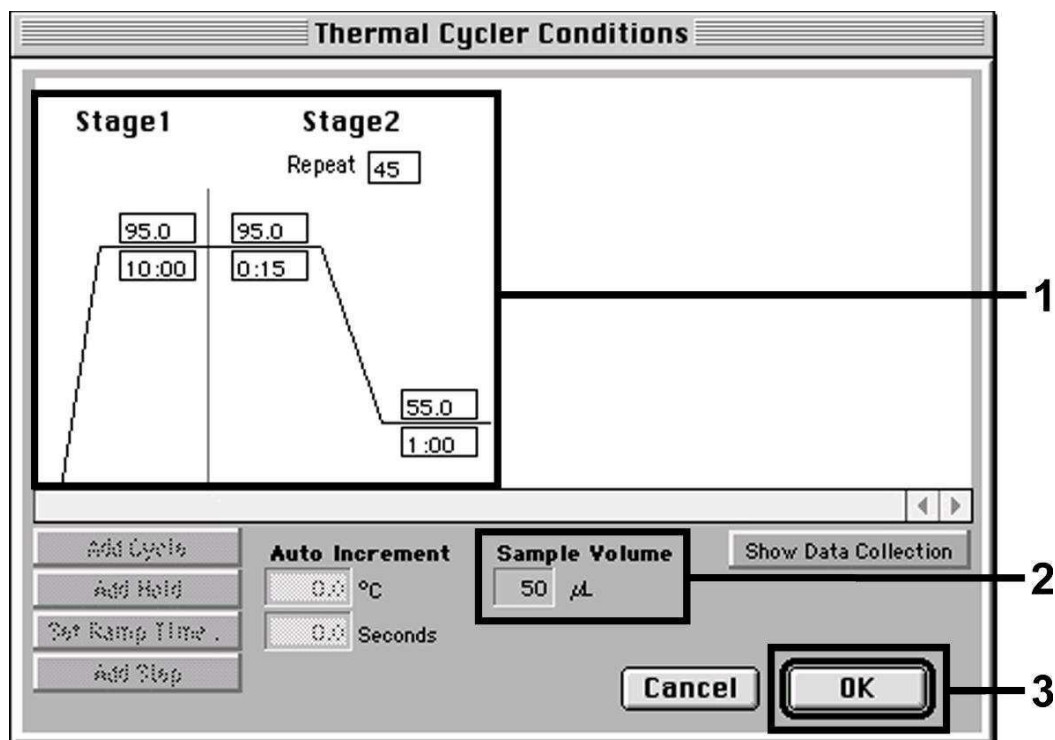 Thermal Cycler Conditions
Stage1 Stage2
Repeat 45
95.0 95.0
10:00 0:15
1
55.0
1:00
Add Cycle
Add Hold
Set Ramp Time .
Add Step
Auto Increment
0.0 °C
0.0 Seconds
Sample Volume
50 µL
Show Data Collection
2
Cancel OK
3